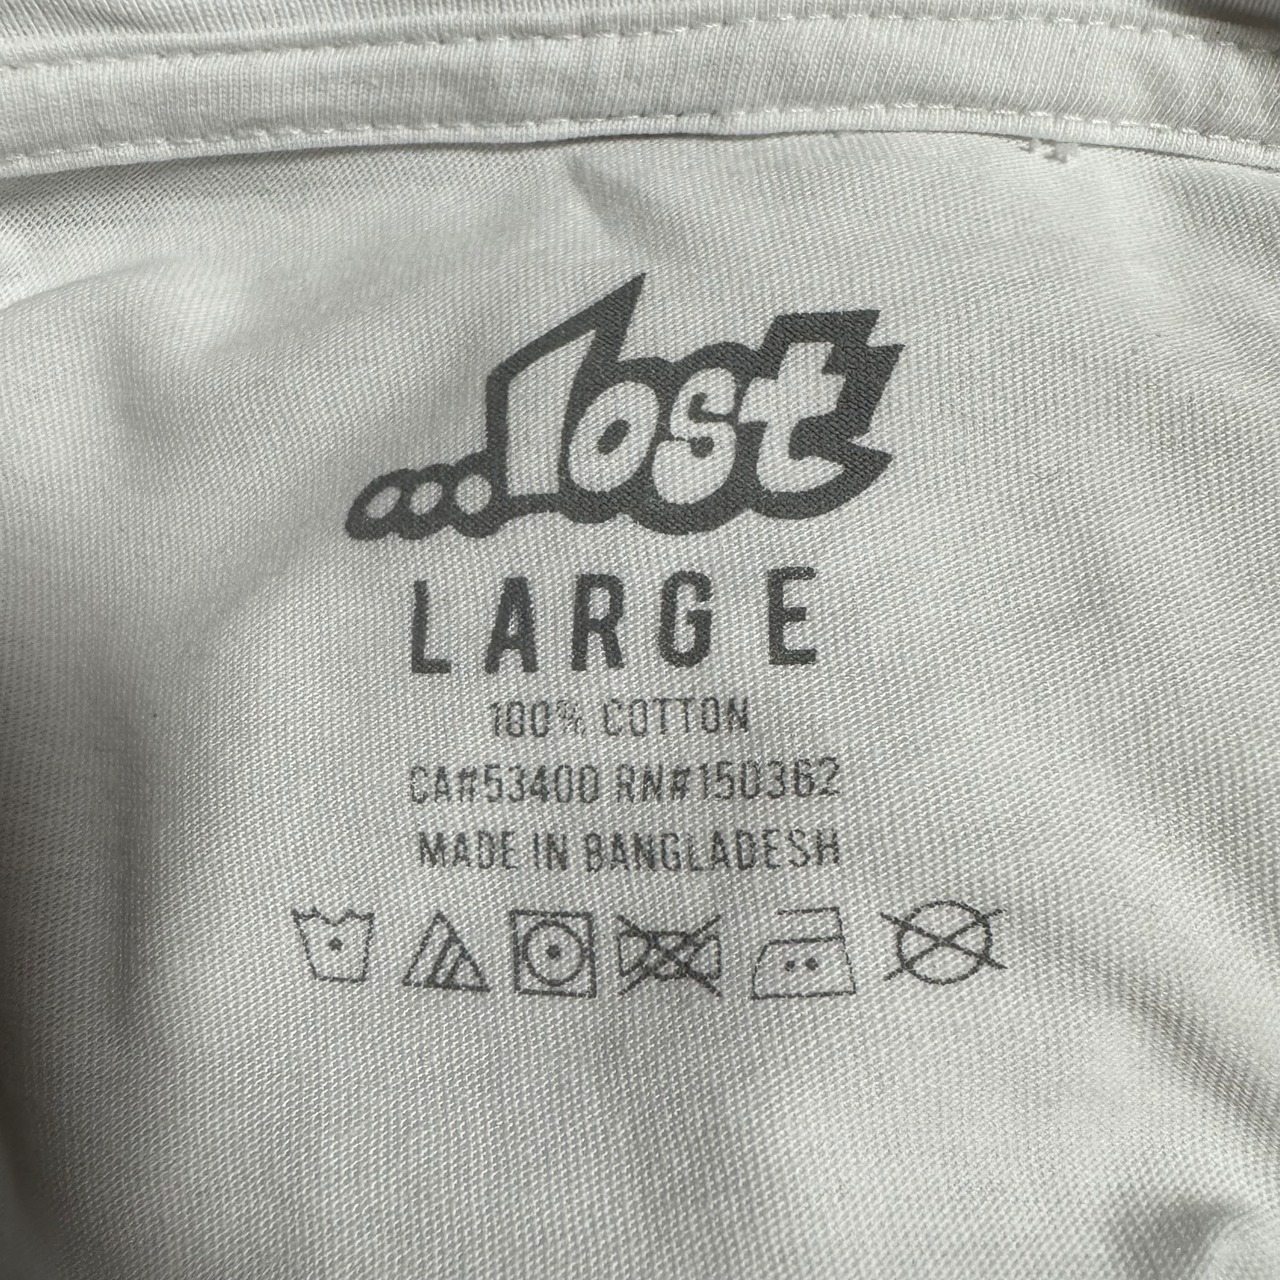 ...lost
LARGE
100% COTTON
CA#53400 RN#150362
MADE IN BANGLADESH